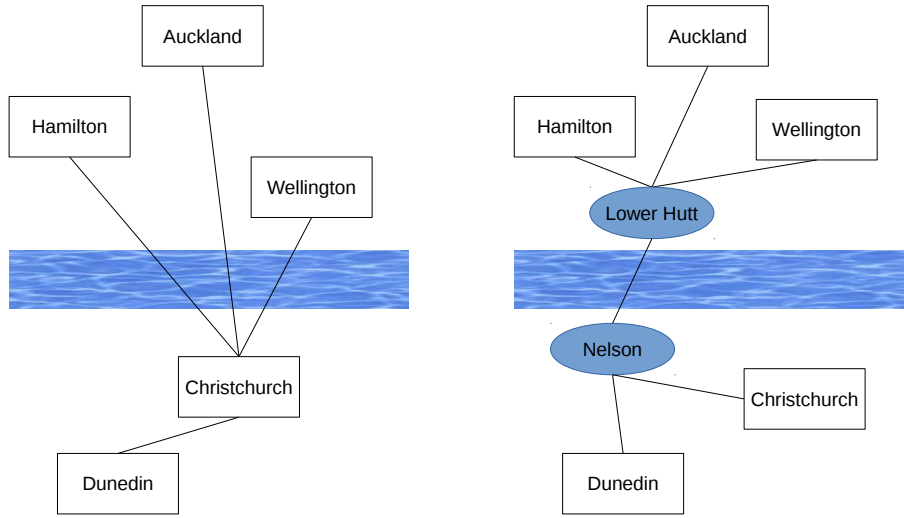 Auckland
Hamilton
Wellington
Christchurch
Dunedin
Auckland
Hamilton
Wellington
Lower Hutt
Nelson
Christchurch
Dunedin